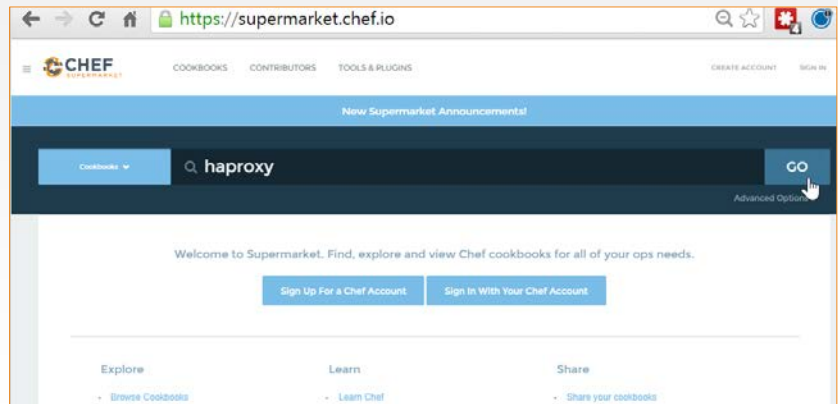 https://supermarket.chef.io
CHEF
SUPERMARKET
COOKBOOKS CONTRIBUTORS TOOLS & PLUGINS CREATE ACCOUNT SIGN IN
New Supermarket Announcements!
Cookbooks haproxy GO
Advanced Options
Welcome to Supermarket. Find, explore and view Chef cookbooks for all of your ops needs.
Sign Up For a Chef Account Sign In With Your Chef Account
Explore Learn Share
Browse Cookbooks Learn Chef Share your cookbooks